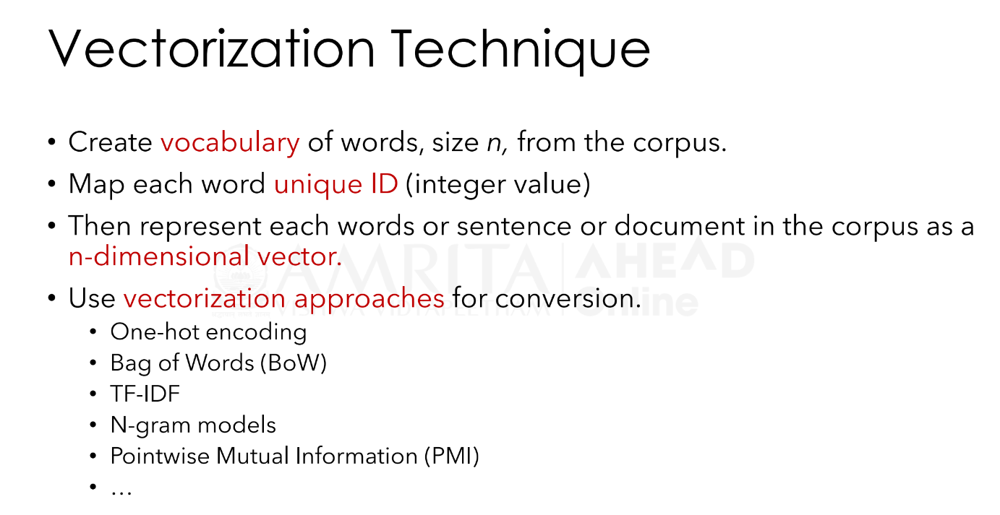 Vectorization Technique
• Create vocabulary of words, size n, from the corpus.
• Map each word unique ID (integer value)
• Then represent each words or sentence or document in the corpus as a
n-dimensional vector.
AMRITA AHEAD
• Use vectorization approaches for conversion.
VISHWA VIDYAPEETHAM Online
• One-hot encoding
• Bag of Words (BoW)
• TF-IDF
• N-gram models
• Pointwise Mutual Information (PMI)
• ...